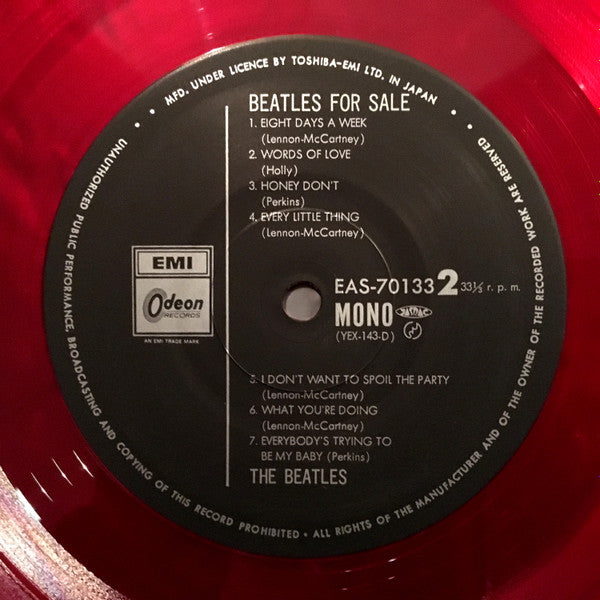 • MFD. UNDER LICENCE BY TOSHIBA-EMI LTD. IN JAPAN •
UNAUTHORIZED PUBLIC PERFORMANCE, BROADCASTING AND COPYING OF THIS RECORD PROHIBITED • ALL RIGHTS OF THE MANUFACTURER AND OF THE OWNER OF THE RECORDED WORK ARE RESERVED
BEATLES FOR SALE
1. EIGHT DAYS A WEEK
(Lennon-McCartney)
2. WORDS OF LOVE
(Holly)
3. HONEY DON'T
(Perkins)
4. EVERY LITTLE THING
(Lennon-McCartney)
EMI
Odeon
RECORDS
AN EMI TRADE MARK
EAS-70133 2 33⅓ r. p. m.
MONO JASRAC
(YEX-143-D)
5. I DON'T WANT TO SPOIL THE PARTY
(Lennon-McCartney)
6. WHAT YOU'RE DOING
(Lennon-McCartney)
7. EVERYBODY'S TRYING TO
BE MY BABY (Perkins)
THE BEATLES